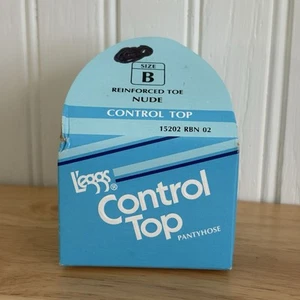 SIZE
B
REINFORCED TOE
NUDE
CONTROL TOP
15202 RBN 02
L'eggs®
Control
Top
PANTYHOSE